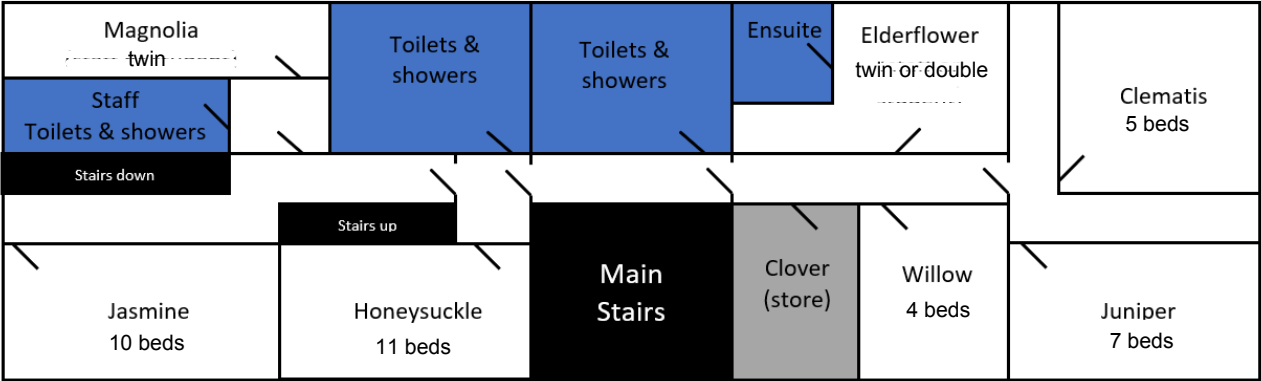 Magnolia
twin
Toilets &
showers
Toilets &
showers
Ensuite
Elderflower
twin or double
Clematis
5 beds
Staff
Toilets & showers
Stairs down
Stairs up
Jasmine
10 beds
Honeysuckle
11 beds
Main
Stairs
Clover
(store)
Willow
4 beds
Juniper
7 beds